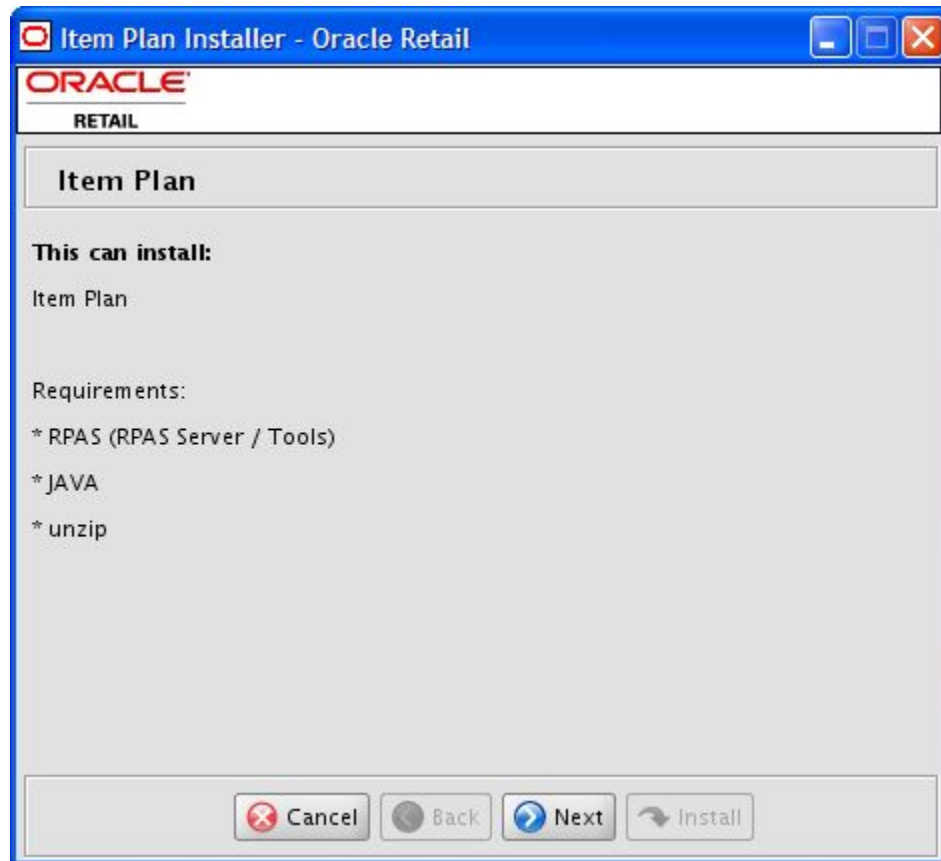 Item Plan Installer - Oracle Retail
ORACLE'
RETAIL
Item Plan
This can install:
Item Plan
Requirements:
* RPAS (RPAS Server / Tools)
* JAVA
* unzip
Cancel Back Next Install